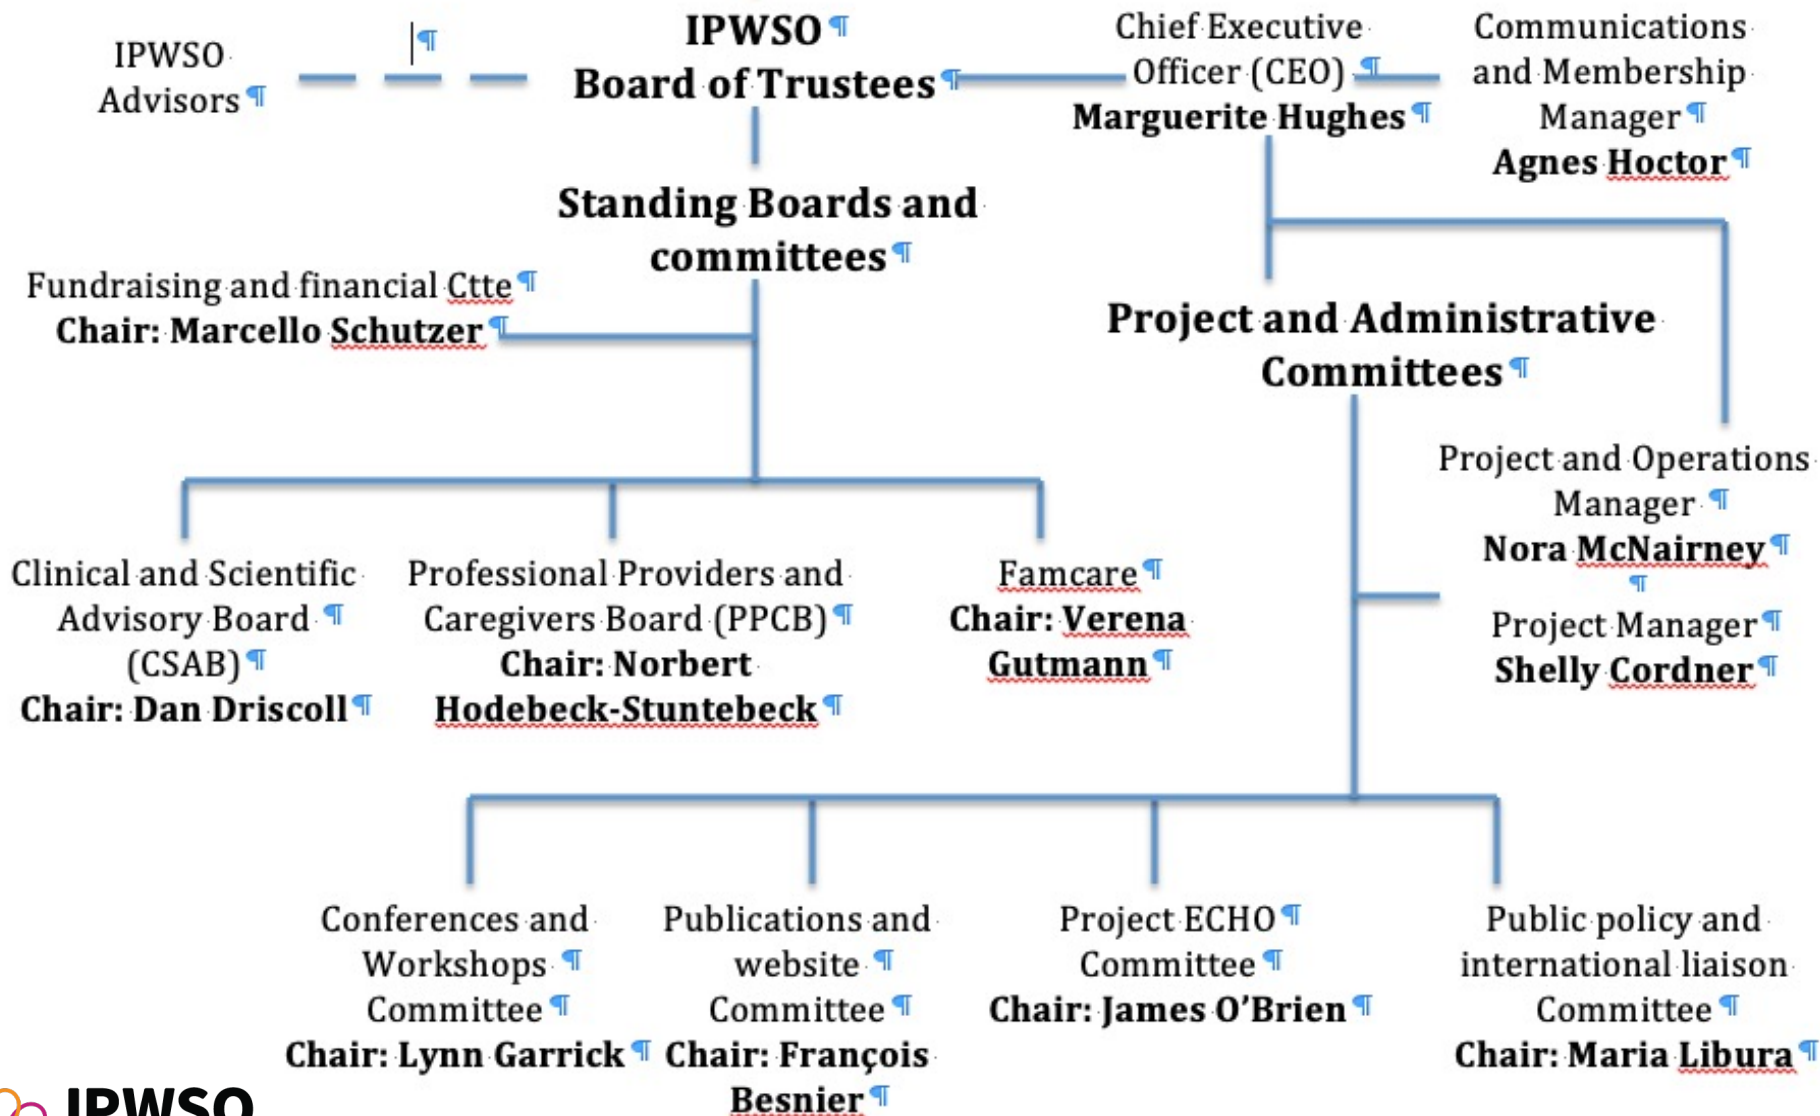 IPWSO
Advisors
IPWSO
Board of Trustees
Chief Executive
Officer (CEO)
Marguerite Hughes
Communications
and Membership
Manager
Agnes Hoctor
Standing Boards and
committees
Fundraising and financial Ctte
Chair: Marcello Schutzer
Project and Administrative
Committees
Project and Operations
Manager
Nora McNairney
Project Manager
Shelly Cordner
Clinical and Scientific
Advisory Board
(CSAB)
Chair: Dan Driscoll
Professional Providers and
Caregivers Board (PPCB)
Chair: Norbert
Hodebeck-Stuntebeck
Famcare
Chair: Verena
Gutmann
Conferences and
Workshops
Committee
Chair: Lynn Garrick
Publications and
website
Committee
Chair: François
Besnier
Project ECHO
Committee
Chair: James O’Brien
Public policy and
international liaison
Committee
Chair: Maria Libura
IPWSO